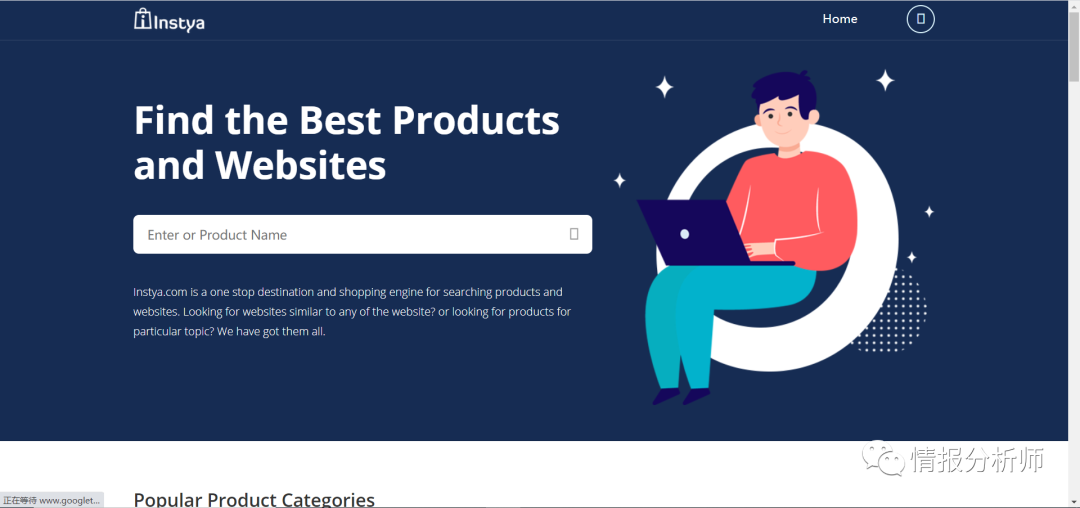 Instya
Home
Find the Best Products
and Websites
Enter or Product Name
Instya.com is a one stop destination and shopping engine for searching products and
websites. Looking for websites similar to any of the website? or looking for products for
particular topic? We have got them all.
情报分析师
Popular Product Categories
正在等待 www.googlet...